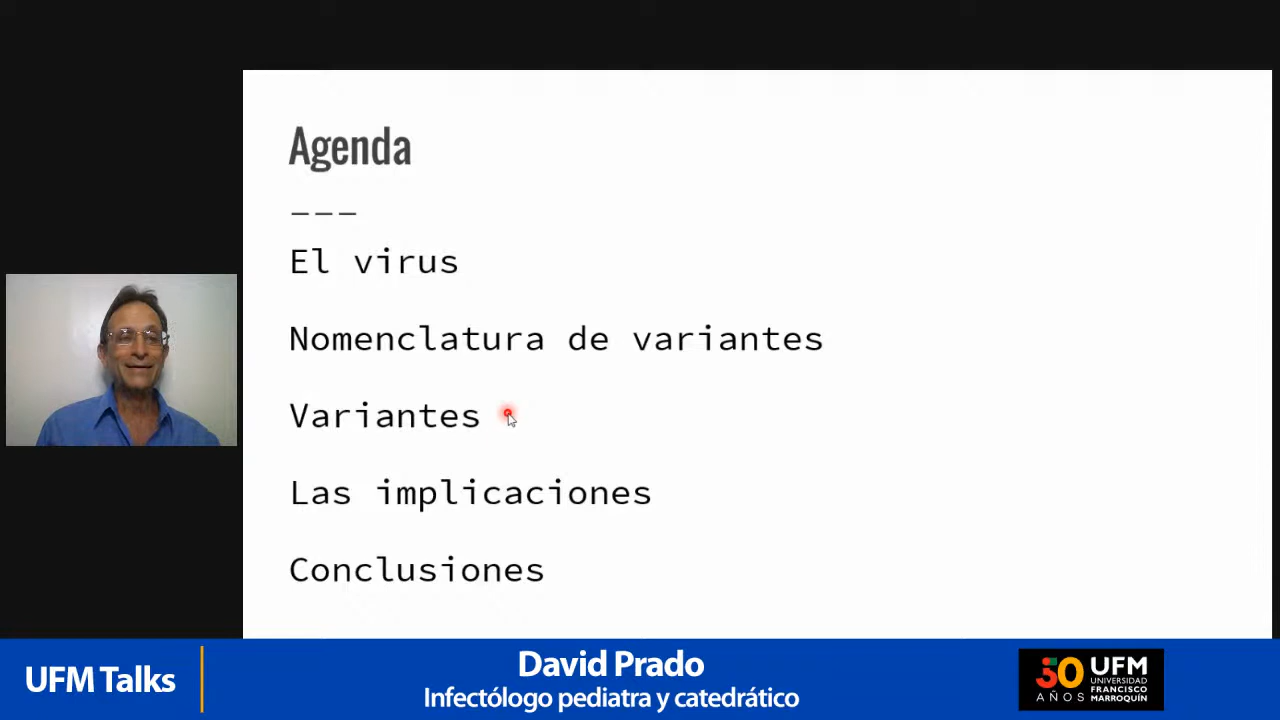 Agenda
---
El virus
Nomenclatura de variantes
Variantes
Las implicaciones
Conclusiones
UFM Talks
David Prado
Infectólogo pediatra y catedrático
50
AÑOS
UFM
UNIVERSIDAD
FRANCISCO
MARROQUÍN